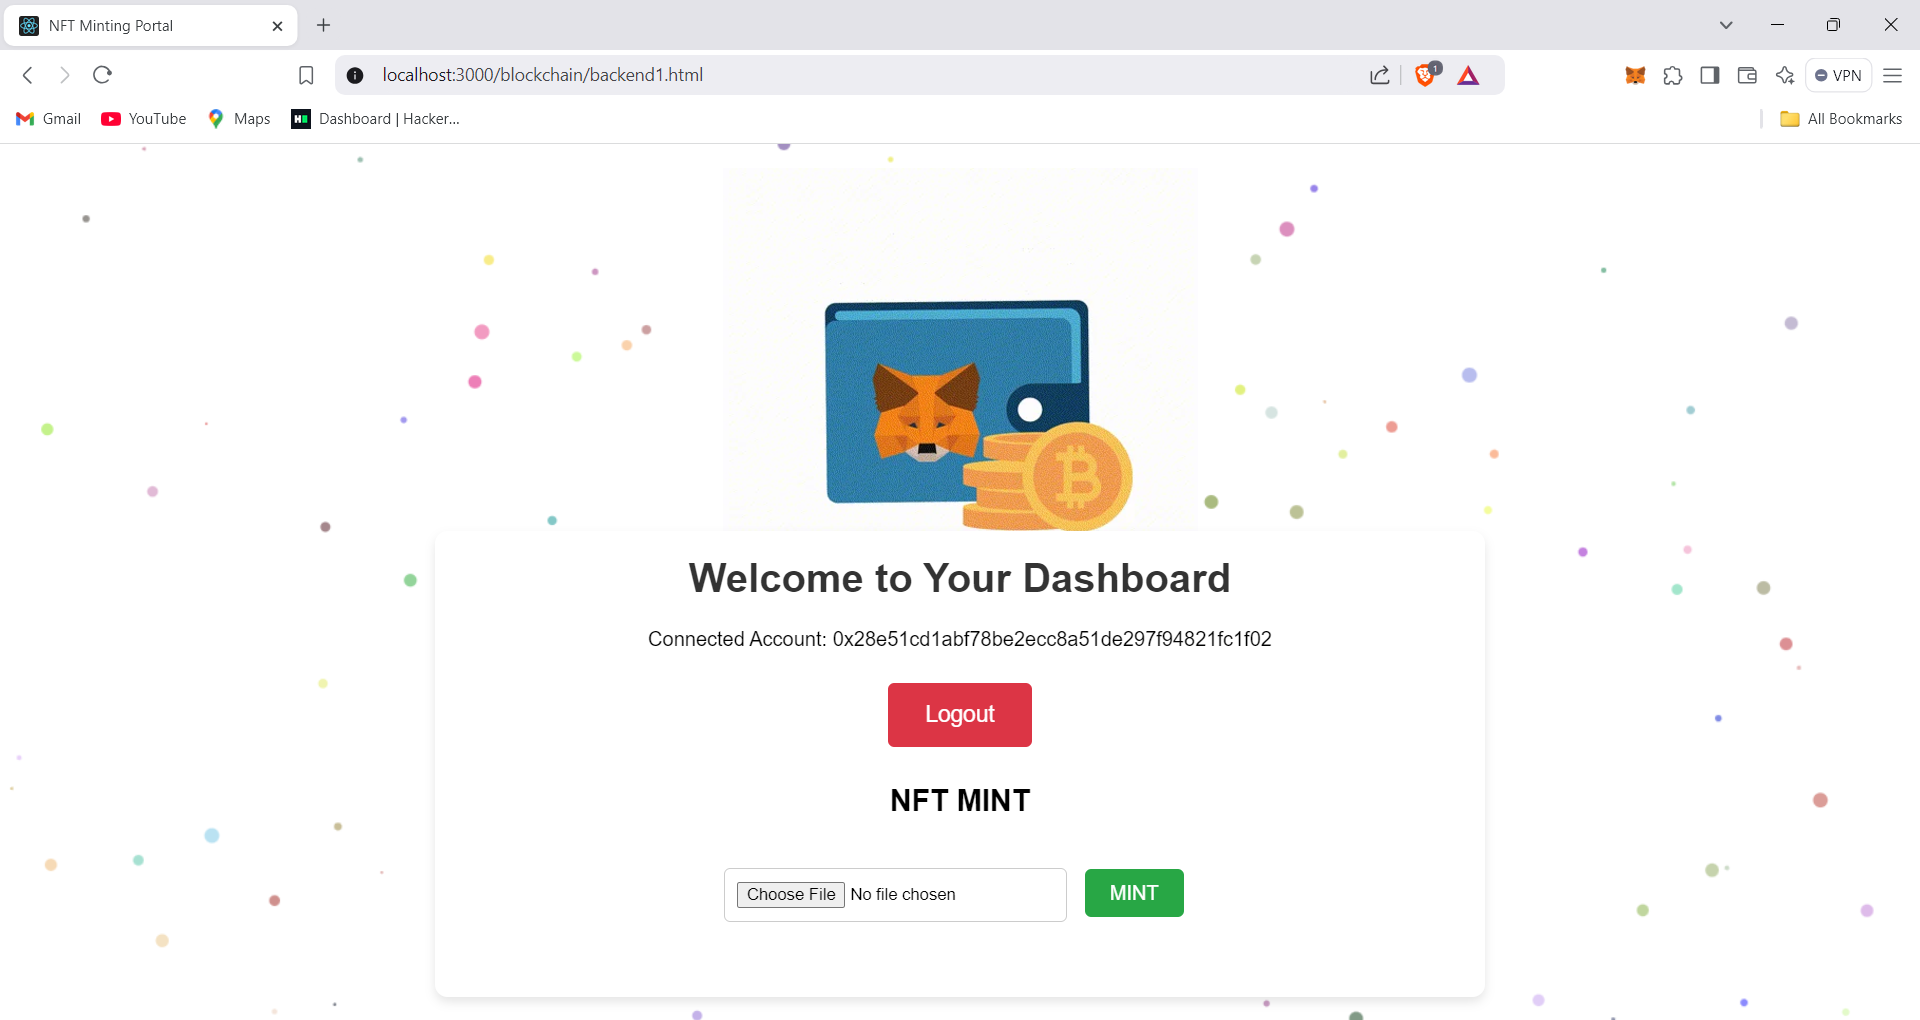 NFT Minting Portal
localhost:3000/blockchain/backend1.html
1
VPN
Gmail
YouTube
Maps
Dashboard | Hacker...
All Bookmarks
Welcome to Your Dashboard
Connected Account: 0x28e51cd1abf78be2ecc8a51de297f94821fc1f02
Logout
NFT MINT
Choose File No file chosen
MINT